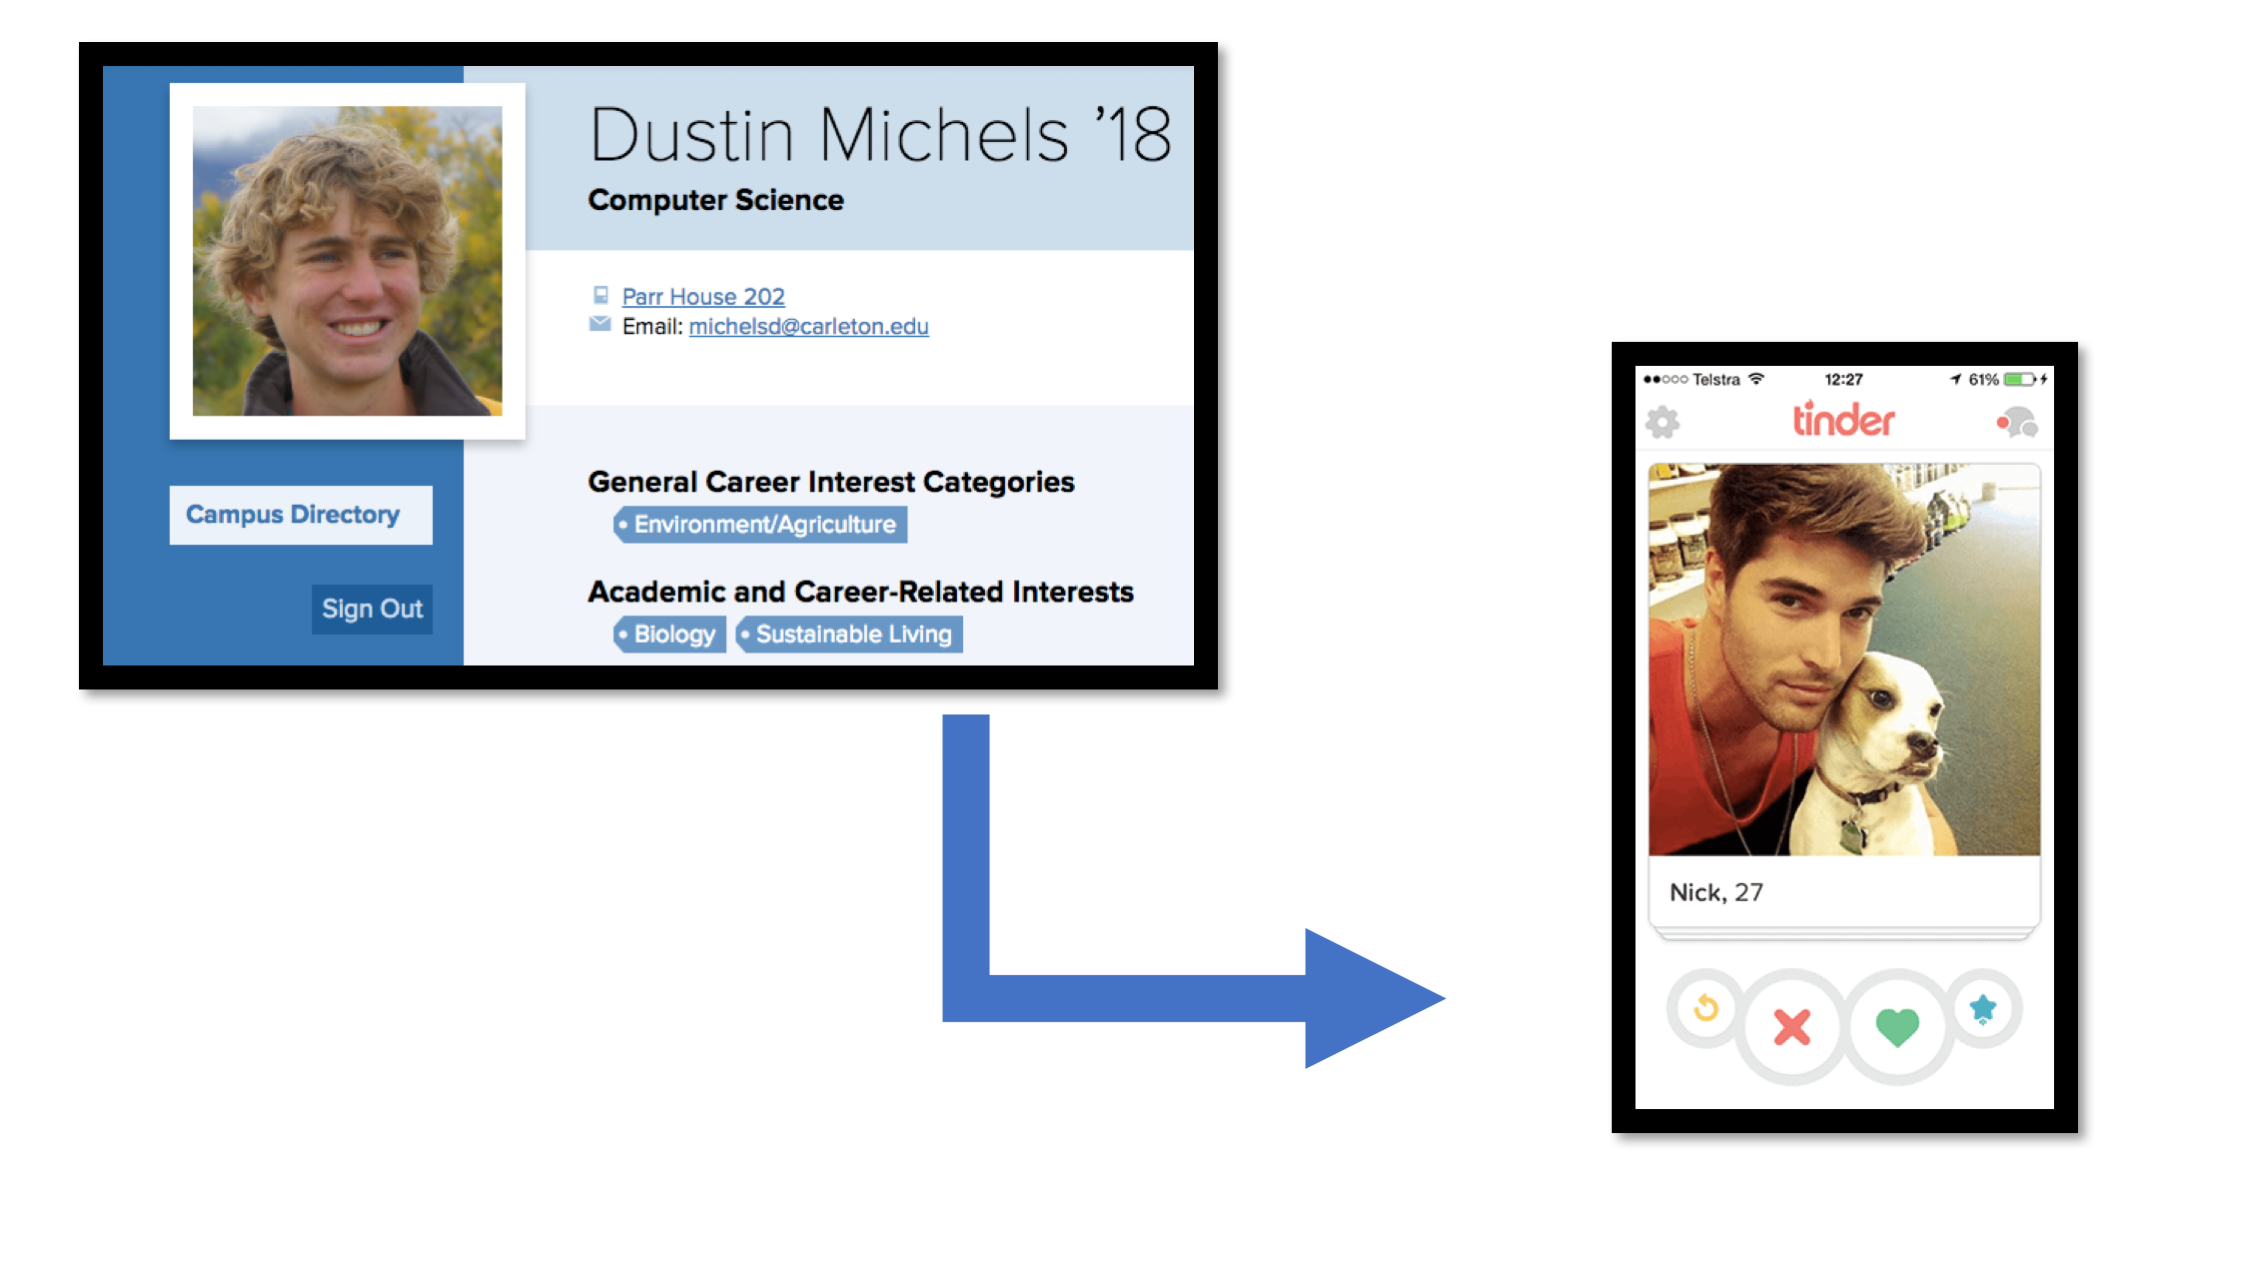 Dustin Michels ’18
Computer Science
Parr House 202
Email: michelsd@carleton.edu
Campus Directory
Sign Out
General Career Interest Categories
Environment/Agriculture
Academic and Career-Related Interests
Biology Sustainable Living
Telstra 12:27 61%
tinder
Nick, 27